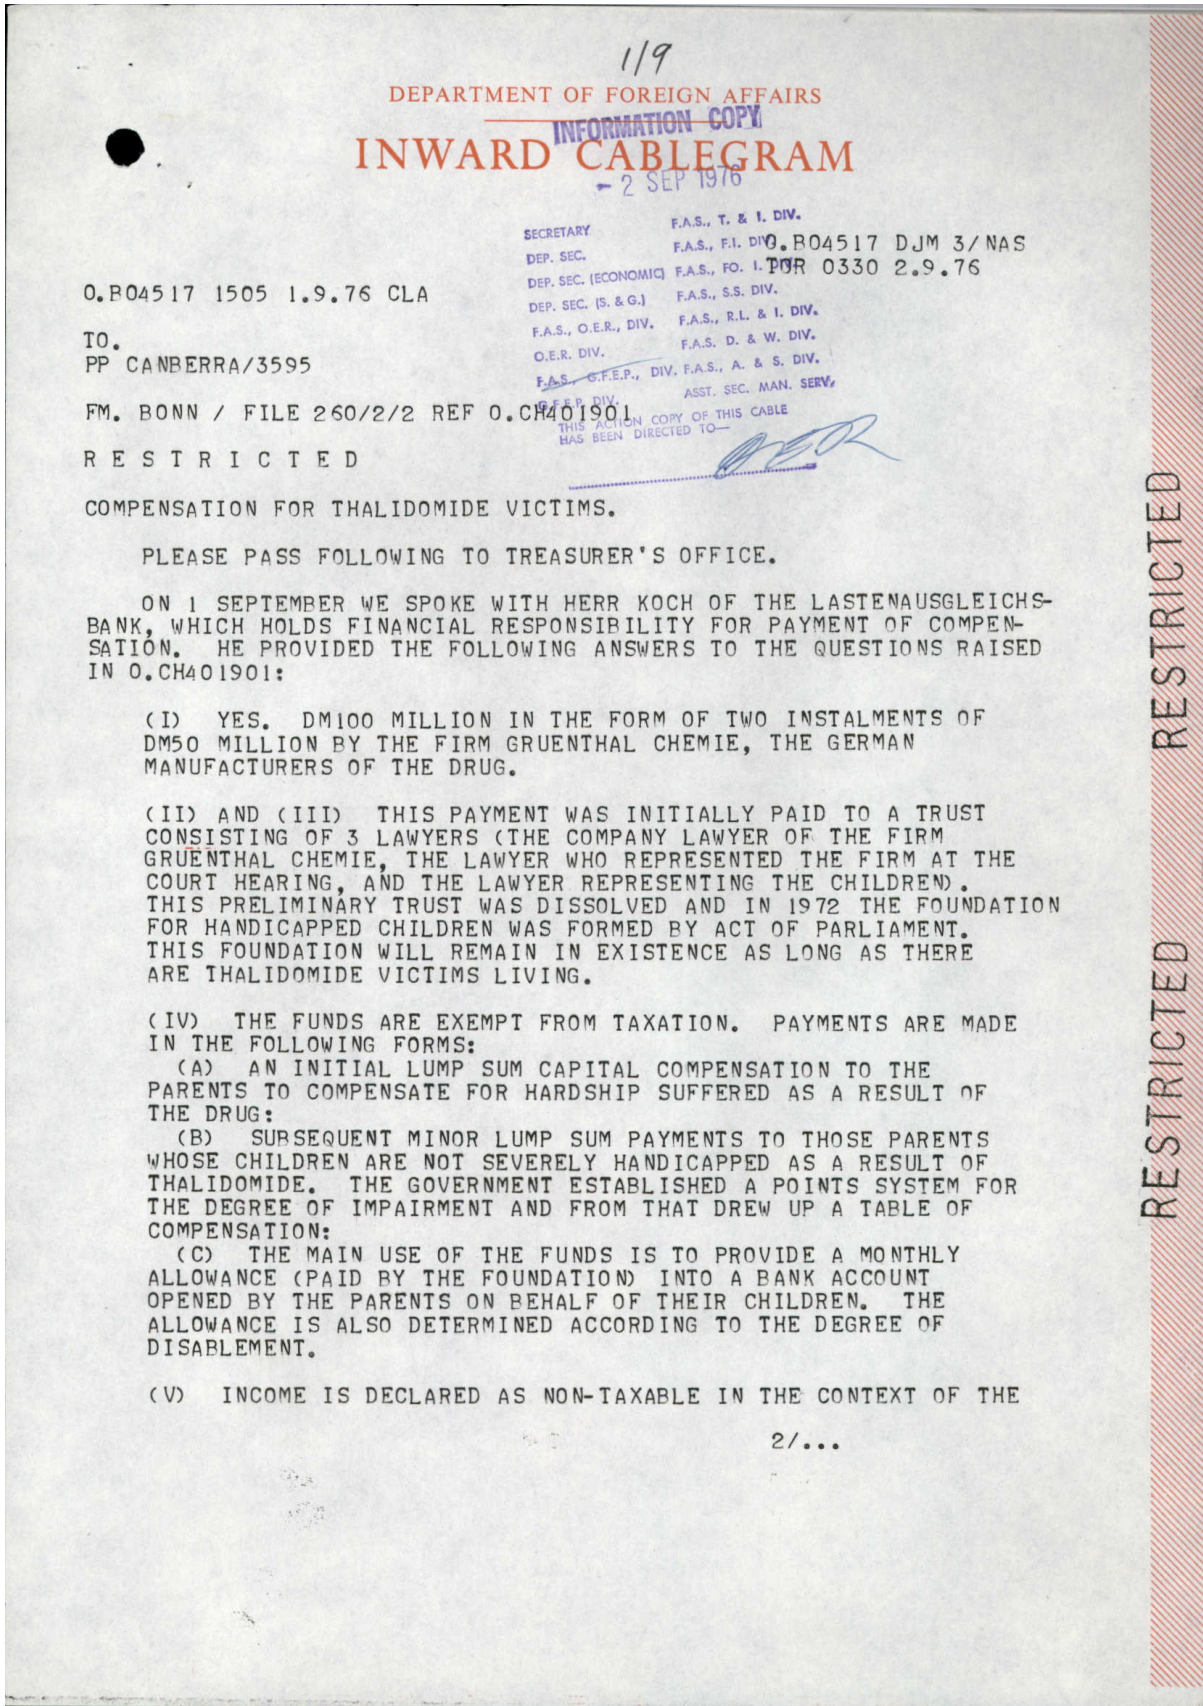 1/9
DEPARTMENT OF FOREIGN AFFAIRS
INFORMATION COPY
INWARD CABLEGRAM
- 2 SEP 1976
SECRETARY F.A.S., T. & I. DIV.
DEP. SEC. F.A.S., F.I. DIV.
DEP. SEC. (ECONOMIC) F.A.S., FO. I. DIV.
DEP. SEC. (S. & G.) F.A.S., S.S. DIV.
F.A.S., O.E.R., DIV. F.A.S., R.L. & I. DIV.
O.E.R. DIV. F.A.S. D. & W. DIV.
F.A.S., G.F.E.P., DIV. F.A.S., A. & S. DIV.
G.F.E.P. DIV. ASST. SEC. MAN. SERV.
THIS ACTION COPY OF THIS CABLE
HAS BEEN DIRECTED TO—
O.BO4517 DJM 3/NAS
TOR 0330 2.9.76
O.BO4517 1505 1.9.76 CLA
TO.
PP CANBERRA/3595
FM. BONN / FILE 260/2/2 REF O.CH401901
R E S T R I C T E D
COMPENSATION FOR THALIDOMIDE VICTIMS.
PLEASE PASS FOLLOWING TO TREASURER'S OFFICE.
ON 1 SEPTEMBER WE SPOKE WITH HERR KOCH OF THE LASTENAUSGLEICHS-
BANK, WHICH HOLDS FINANCIAL RESPONSIBILITY FOR PAYMENT OF COMPEN-
SATION. HE PROVIDED THE FOLLOWING ANSWERS TO THE QUESTIONS RAISED
IN O.CH401901:
(I) YES. DM100 MILLION IN THE FORM OF TWO INSTALMENTS OF
DM50 MILLION BY THE FIRM GRUENTHAL CHEMIE, THE GERMAN
MANUFACTURERS OF THE DRUG.
(II) AND (III) THIS PAYMENT WAS INITIALLY PAID TO A TRUST
CONSISTING OF 3 LAWYERS (THE COMPANY LAWYER OF THE FIRM
GRUENTHAL CHEMIE, THE LAWYER WHO REPRESENTED THE FIRM AT THE
COURT HEARING, AND THE LAWYER REPRESENTING THE CHILDREN).
THIS PRELIMINARY TRUST WAS DISSOLVED AND IN 1972 THE FOUNDATION
FOR HANDICAPPED CHILDREN WAS FORMED BY ACT OF PARLIAMENT.
THIS FOUNDATION WILL REMAIN IN EXISTENCE AS LONG AS THERE
ARE THALIDOMIDE VICTIMS LIVING.
(IV) THE FUNDS ARE EXEMPT FROM TAXATION. PAYMENTS ARE MADE
IN THE FOLLOWING FORMS:
(A) AN INITIAL LUMP SUM CAPITAL COMPENSATION TO THE
PARENTS TO COMPENSATE FOR HARDSHIP SUFFERED AS A RESULT OF
THE DRUG:
(B) SUBSEQUENT MINOR LUMP SUM PAYMENTS TO THOSE PARENTS
WHOSE CHILDREN ARE NOT SEVERELY HANDICAPPED AS A RESULT OF
THALIDOMIDE. THE GOVERNMENT ESTABLISHED A POINTS SYSTEM FOR
THE DEGREE OF IMPAIRMENT AND FROM THAT DREW UP A TABLE OF
COMPENSATION:
(C) THE MAIN USE OF THE FUNDS IS TO PROVIDE A MONTHLY
ALLOWANCE (PAID BY THE FOUNDATION) INTO A BANK ACCOUNT
OPENED BY THE PARENTS ON BEHALF OF THEIR CHILDREN. THE
ALLOWANCE IS ALSO DETERMINED ACCORDING TO THE DEGREE OF
DISABLEMENT.
(V) INCOME IS DECLARED AS NON-TAXABLE IN THE CONTEXT OF THE
2/...
RESTRICTED
RESTRICTED